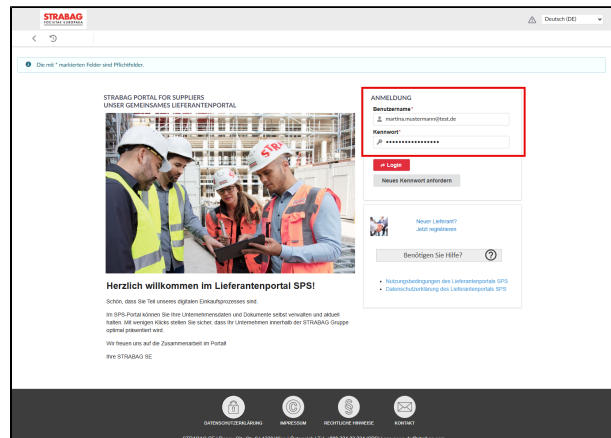 STRABAG
SOCIETAS EUROPAEA
Deutsch (DE)
Die mit * markierten Felder sind Pflichtfelder.
STRABAG PORTAL FOR SUPPLIERS
UNSER GEMEINSAMES LIEFERANTENPORTAL
ANMELDUNG
Benutzername*
martina.mustermann@test.de
Kennwort*
Login
Neues Kennwort anfordern
Neuer Lieferant?
Jetzt registrieren
Benötigen Sie Hilfe?
Nutzungsbedingungen des Lieferantenportals SPS
Datenschutzerklärung des Lieferantenportals SPS
Herzlich willkommen im Lieferantenportal SPS!
Schön, dass Sie Teil unseres digitalen Einkaufsprozesses sind.
Im SPS-Portal können Sie Ihre Unternehmensdaten und Dokumente selbst verwalten und aktuell
halten. Mit wenigen Klicks stellen Sie sicher, dass Ihr Unternehmen innerhalb der STRABAG Gruppe
optimal präsentiert wird.
Wir freuen uns auf die Zusammenarbeit im Portal!
Ihre STRABAG SE
DATENSCHUTZERKLÄRUNG IMPRESSUM RECHTLICHE HINWEISE KONTAKT